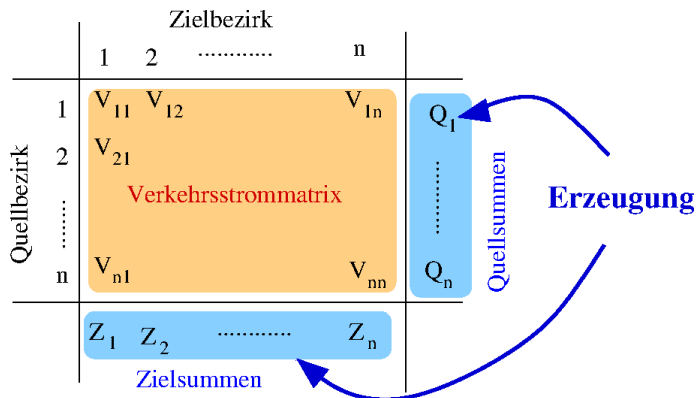 Zielbezirk
1 2 ............ n
1 V11 V12 V1n Q1
2 V21
Quellbezirk
Verkehrsstrommatrix
Quellsummen
Erzeugung
n Vn1 Vnn Qn
Z1 Z2 ............ Zn
Zielsummen